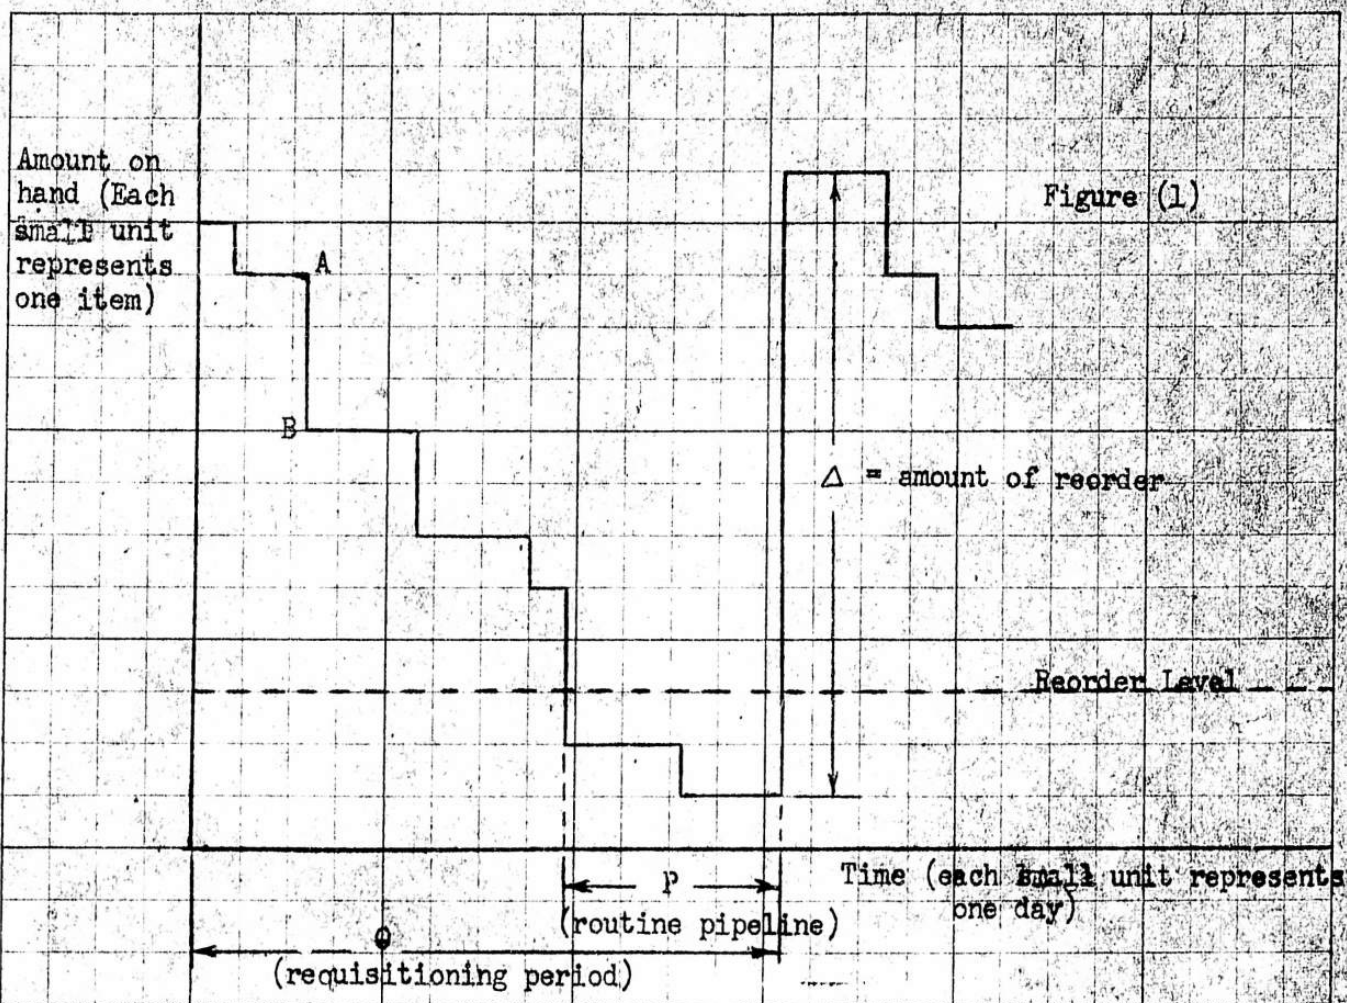 Amount on
hand (Each
small unit
represents
one item)
Figure (1)
A
B
Δ = amount of reorder
Reorder Level
P
(routine pipeline)
Time (each small unit represents
one day)
Q
(requisitioning period)